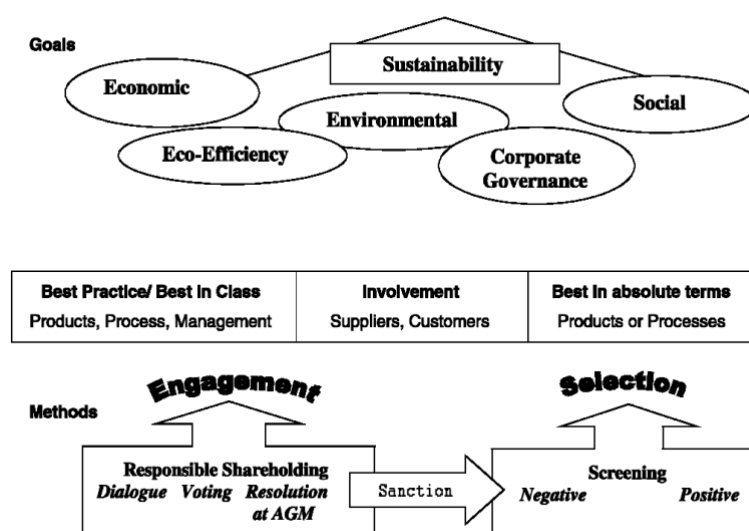 Goals
Sustainability
Economic
Social
Environmental
Eco-Efficiency
Corporate
Governance
Best Practice/ Best in Class
Products, Process, Management
Involvement
Suppliers, Customers
Best in absolute terms
Products or Processes
Engagement
Selection
Methods
Responsible Shareholding
Dialogue Voting Resolution
at AGM
Sanction
Screening
Negative Positive